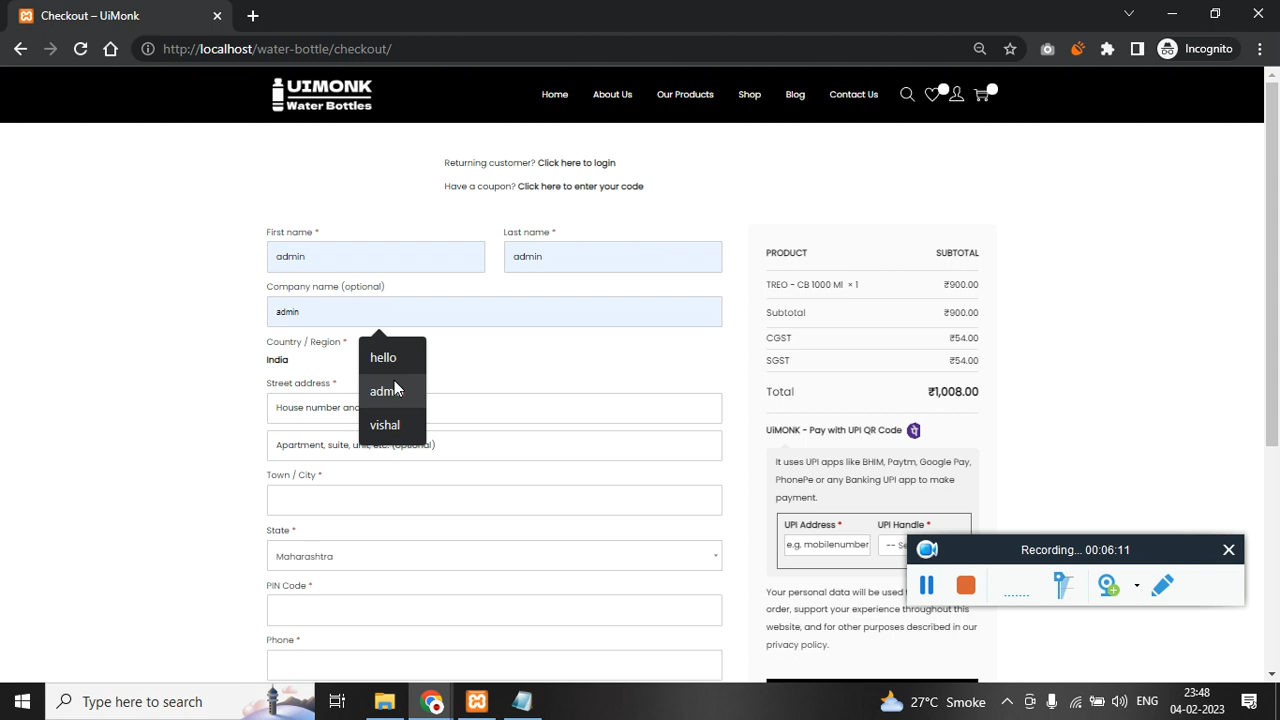 Checkout – UiMonk
http://localhost/water-bottle/checkout/
Incognito
UIMONK
Water Bottles
Home
About Us
Our Products
Shop
Blog
Contact Us
Returning customer? Click here to login
Have a coupon? Click here to enter your code
First name *
Last name *
admin
admin
Company name (optional)
admin
hello
vishal
Country / Region *
India
Street address *
House number and
Apartment, suite, unit, etc. (optional)
Town / City *
State *
Maharashtra
PIN Code *
Phone *
PRODUCT
SUBTOTAL
TREO - CB 1000 Ml × 1
₹900.00
Subtotal
₹900.00
CGST
₹54.00
SGST
₹54.00
Total
₹1,008.00
UiMONK - Pay with UPI QR Code
It uses UPI apps like BHIM, Paytm, Google Pay,
PhonePe or any Banking UPI app to make
payment.
UPI Address *
UPI Handle *
e.g. mobilenumber
-- Se
Your personal data will be used
order, support your experience throughout this
website, and for other purposes described in our
privacy policy.
Recording... 00:06:11
Type here to search
27°C Smoke
ENG
23:48
04-02-2023